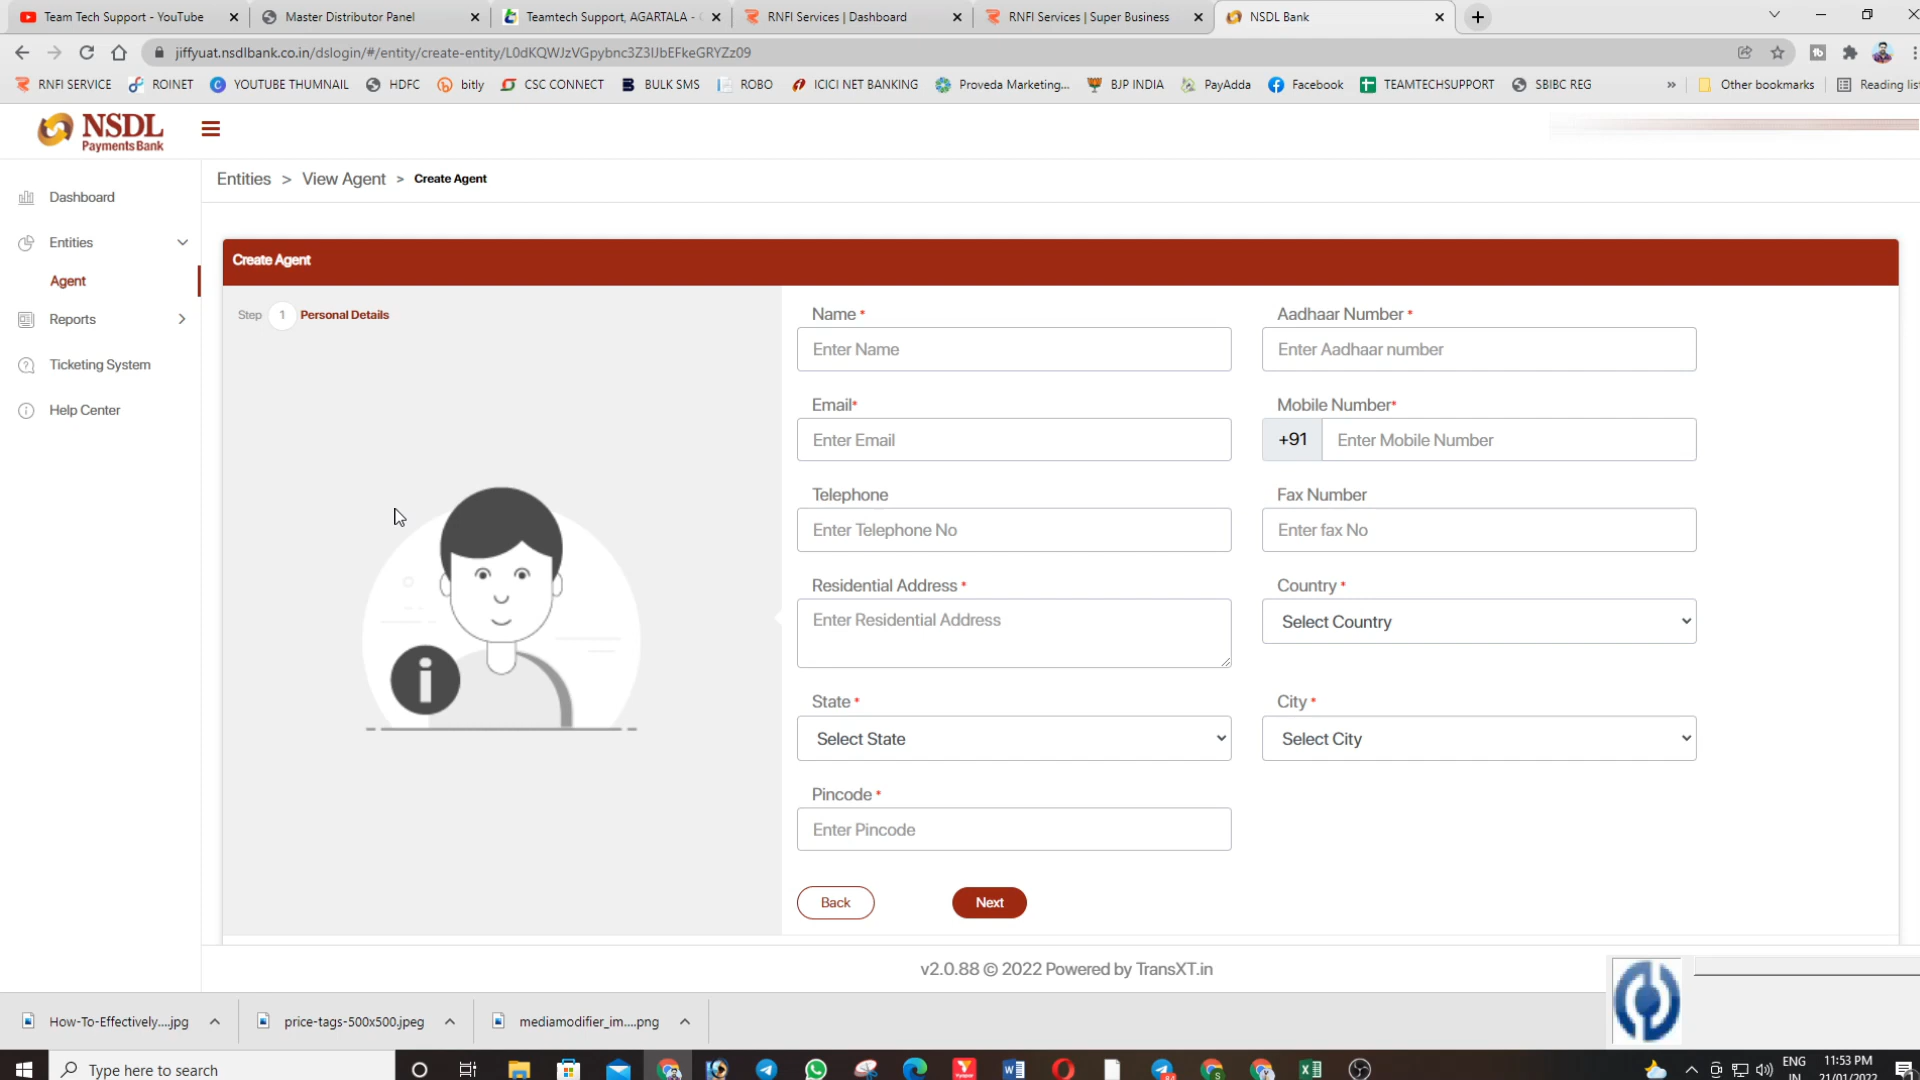 Team Tech Support - YouTube
Master Distributor Panel
Teamtech Support, AGARTALA -
RNFI Services | Dashboard
RNFI Services | Super Business
NSDL Bank
jiffyuat.nsdlbank.co.in/dslogin/#/entity/create-entity/L0dKQWJzVGpybnc3Z3lJbEFkeGRYZz09
RNFI SERVICE
ROINET
YOUTUBE THUMNAIL
HDFC
bitly
CSC CONNECT
BULK SMS
ROBO
ICICI NET BANKING
Proveda Marketing...
BJP INDIA
PayAdda
Facebook
TEAMTECHSUPPORT
SBIBC REG
»
Other bookmarks
Reading list
NSDL
Payments Bank
Entities > View Agent > Create Agent
Dashboard
Entities
Agent
Reports
Ticketing System
Help Center
Create Agent
Step 1 Personal Details
Name *
Aadhaar Number *
Enter Name
Enter Aadhaar number
Email*
Mobile Number*
Enter Email
+91 Enter Mobile Number
Telephone
Fax Number
Enter Telephone No
Enter fax No
Residential Address *
Country *
Enter Residential Address
Select Country
State *
City *
Select State
Select City
Pincode *
Enter Pincode
Back
Next
v2.0.88 © 2022 Powered by TransXT.in
How-To-Effectively....jpg
price-tags-500x500.jpeg
mediamodifier_im....png
Type here to search
ENG
IN
11:53 PM
21/01/2022